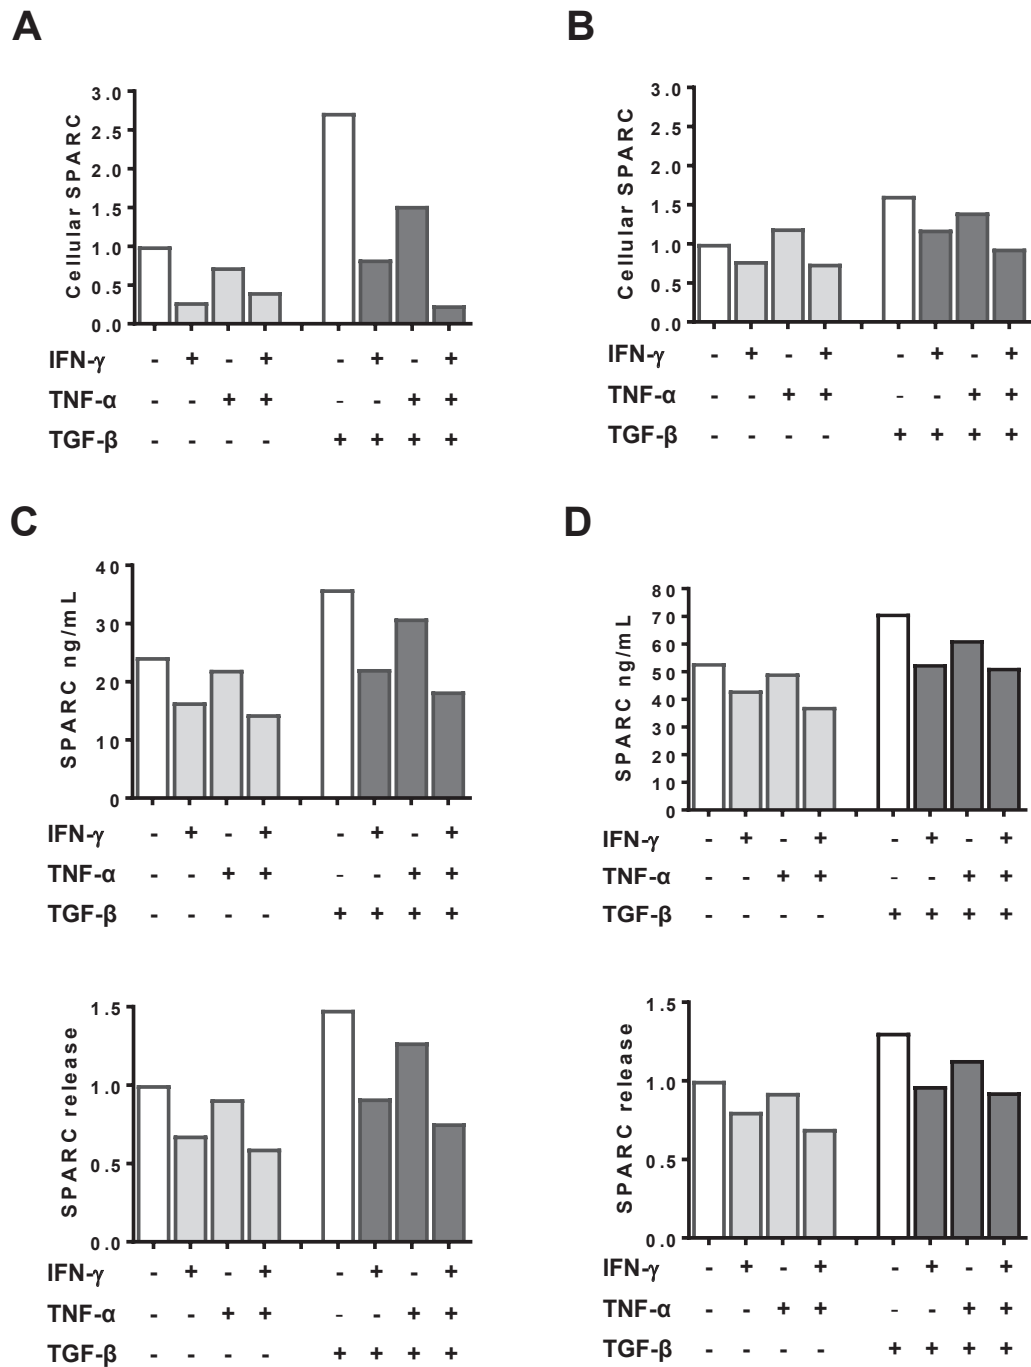 A
B
Cellular SPARC
3.0
2.5
2.0
1.5
1.0
0.5
0.0
IFN-γ - + - + - + - +
TNF-α - - + + - - + +
TGF-β - - - - + + + +
Cellular SPARC
3.0
2.5
2.0
1.5
1.0
0.5
0.0
IFN-γ - + - + - + - +
TNF-α - - + + - - + +
TGF-β - - - - + + + +
C
D
SPARC ng/mL
40
30
20
10
0
IFN-γ - + - + - + - +
TNF-α - - + + - - + +
TGF-β - - - - + + + +
SPARC ng/mL
80
70
60
50
40
30
20
10
0
IFN-γ - + - + - + - +
TNF-α - - + + - - + +
TGF-β - - - - + + + +
SPARC release
1.5
1.0
0.5
0.0
IFN-γ - + - + - + - +
TNF-α - - + + - - + +
TGF-β - - - - + + + +
SPARC release
1.5
1.0
0.5
0.0
IFN-γ - + - + - + - +
TNF-α - - + + - - + +
TGF-β - - - - + + + +